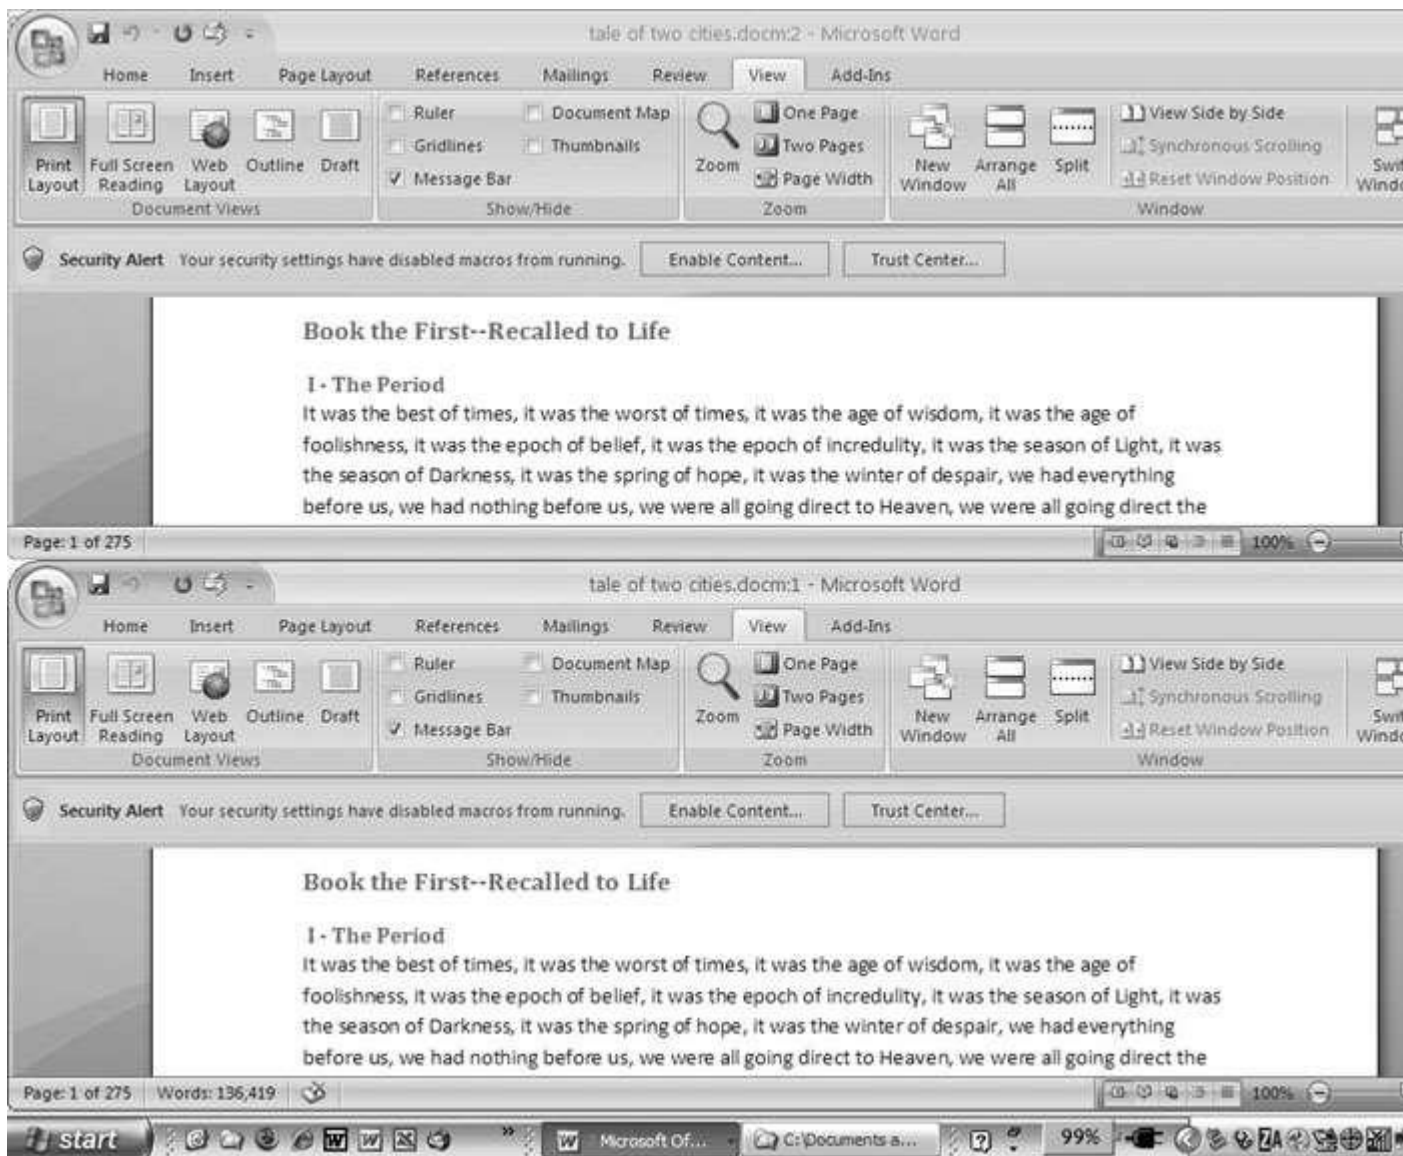 tale of two cities.docm:2 - Microsoft Word
Home Insert Page Layout References Mailings Review View Add-Ins
Ruler Document Map One Page View Side by Side
Gridlines Thumbnails Two Pages Synchronous Scrolling
Print Full Screen Web Outline Draft Zoom New Arrange Split
Layout Reading Layout Message Bar Page Width Window All Reset Window Position
Document Views Show/Hide Zoom Window
Security Alert Your security settings have disabled macros from running. Enable Content... Trust Center...
Book the First--Recalled to Life
I - The Period
It was the best of times, it was the worst of times, it was the age of wisdom, it was the age of
foolishness, it was the epoch of belief, it was the epoch of incredulity, it was the season of Light, it was
the season of Darkness, it was the spring of hope, it was the winter of despair, we had everything
before us, we had nothing before us, we were all going direct to Heaven, we were all going direct the
Page: 1 of 275 100%
tale of two cities.docm:1 - Microsoft Word
Home Insert Page Layout References Mailings Review View Add-Ins
Ruler Document Map One Page View Side by Side
Gridlines Thumbnails Two Pages Synchronous Scrolling
Print Full Screen Web Outline Draft Zoom New Arrange Split
Layout Reading Layout Message Bar Page Width Window All Reset Window Position
Document Views Show/Hide Zoom Window
Security Alert Your security settings have disabled macros from running. Enable Content... Trust Center...
Book the First--Recalled to Life
I - The Period
It was the best of times, it was the worst of times, it was the age of wisdom, it was the age of
foolishness, it was the epoch of belief, it was the epoch of incredulity, it was the season of Light, it was
the season of Darkness, it was the spring of hope, it was the winter of despair, we had everything
before us, we had nothing before us, we were all going direct to Heaven, we were all going direct the
Page: 1 of 275 Words: 136,419 100%
start Microsoft Of... C:\Documents a... 99%